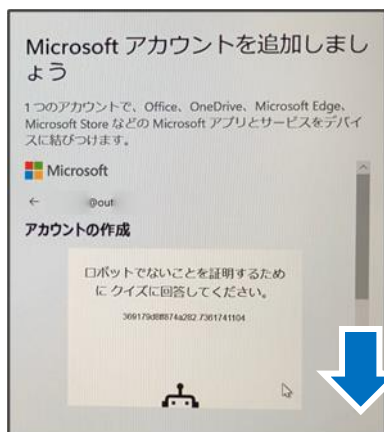 Microsoft アカウントを追加しまし
ょう
1つのアカウントで、Office、OneDrive、Microsoft Edge、
Microsoft Store などの Microsoft アプリとサービスをデバイ
スに結びつけます。
Microsoft
← @out
アカウントの作成
ロボットでないことを証明するため
に クイズに回答してください。